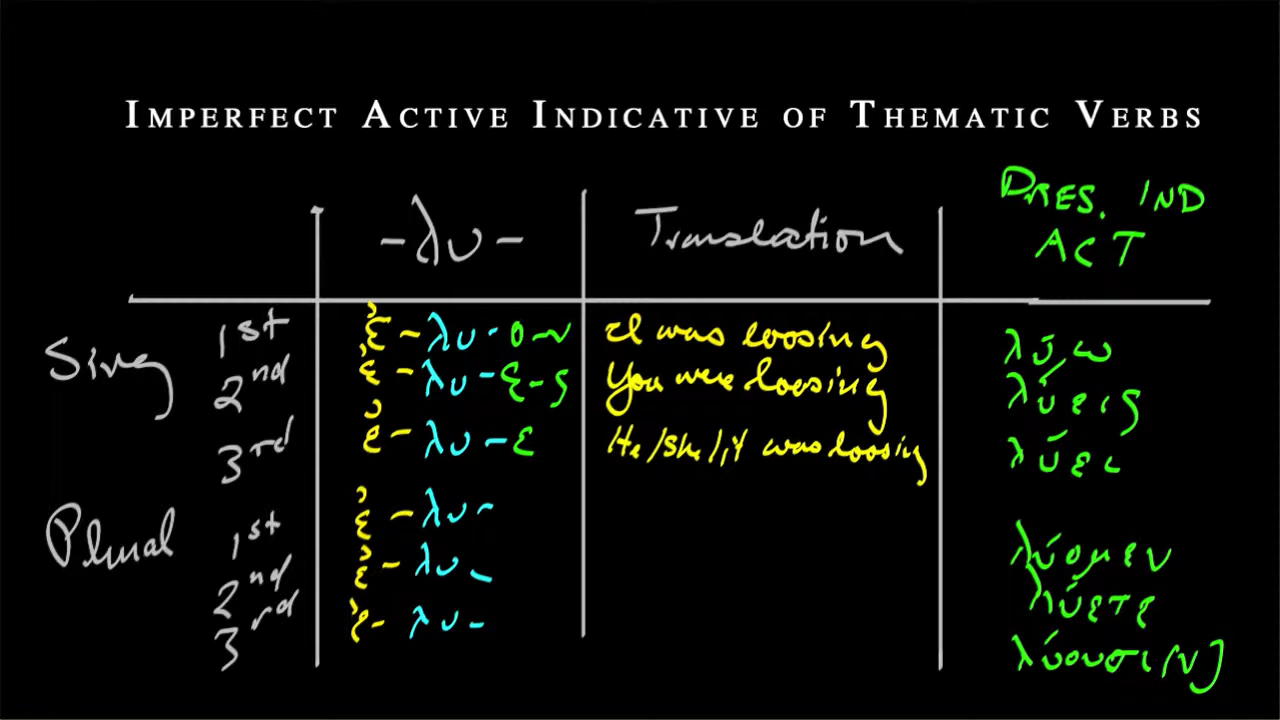 IMPERFECT ACTIVE INDICATIVE OF THEMATIC VERBS
-λυ- Translation PRES. IND
ACT
Sing 1st ἐ-λυ-ο-ν I was loosing λύω
2nd ἐ-λυ-ε-ς You were loosing λύεις
3rd ἐ-λυ-ε He/she/it was loosing λύει
Plural 1st ἐ-λυ- λύομεν
2nd ἐ-λυ- λύετε
3rd ἐ-λυ- λύουσι(ν)